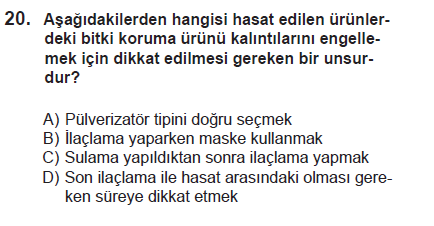 20. Aşağıdakilerden hangisi hasat edilen ürünler-
deki bitki koruma ürünü kalıntılarını engelle-
mek için dikkat edilmesi gereken bir unsur-
dur?
A) Pülverizatör tipini doğru seçmek
B) İlaçlama yaparken maske kullanmak
C) Sulama yapıldıktan sonra ilaçlama yapmak
D) Son ilaçlama ile hasat arasındaki olması gere-
ken süreye dikkat etmek